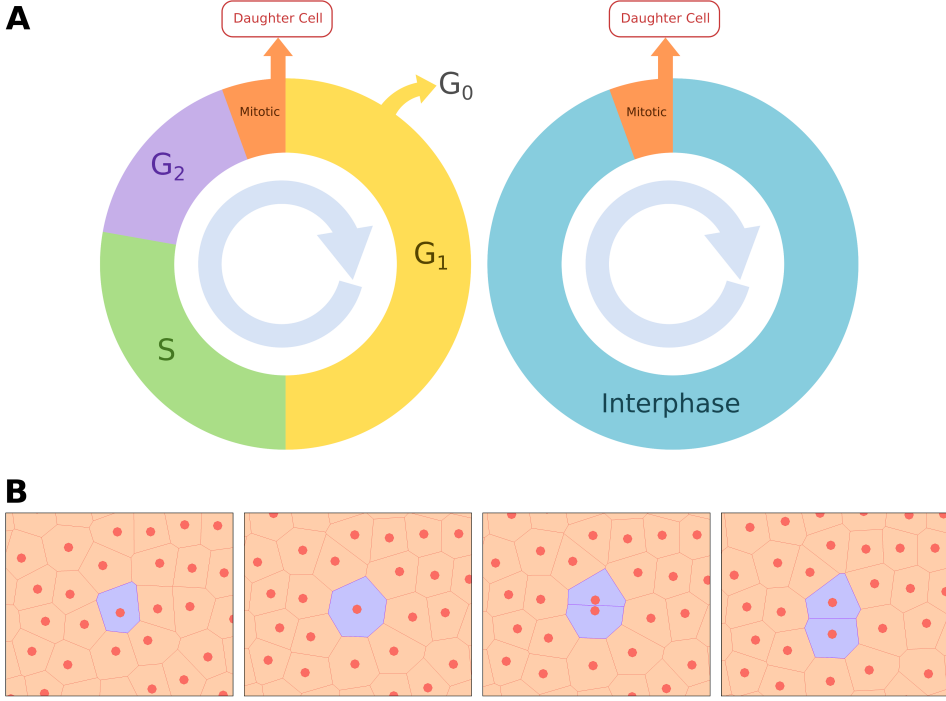 A
Daughter Cell
Daughter Cell
G₀
Mitotic
Mitotic
G₂
G₁
S
Interphase
B